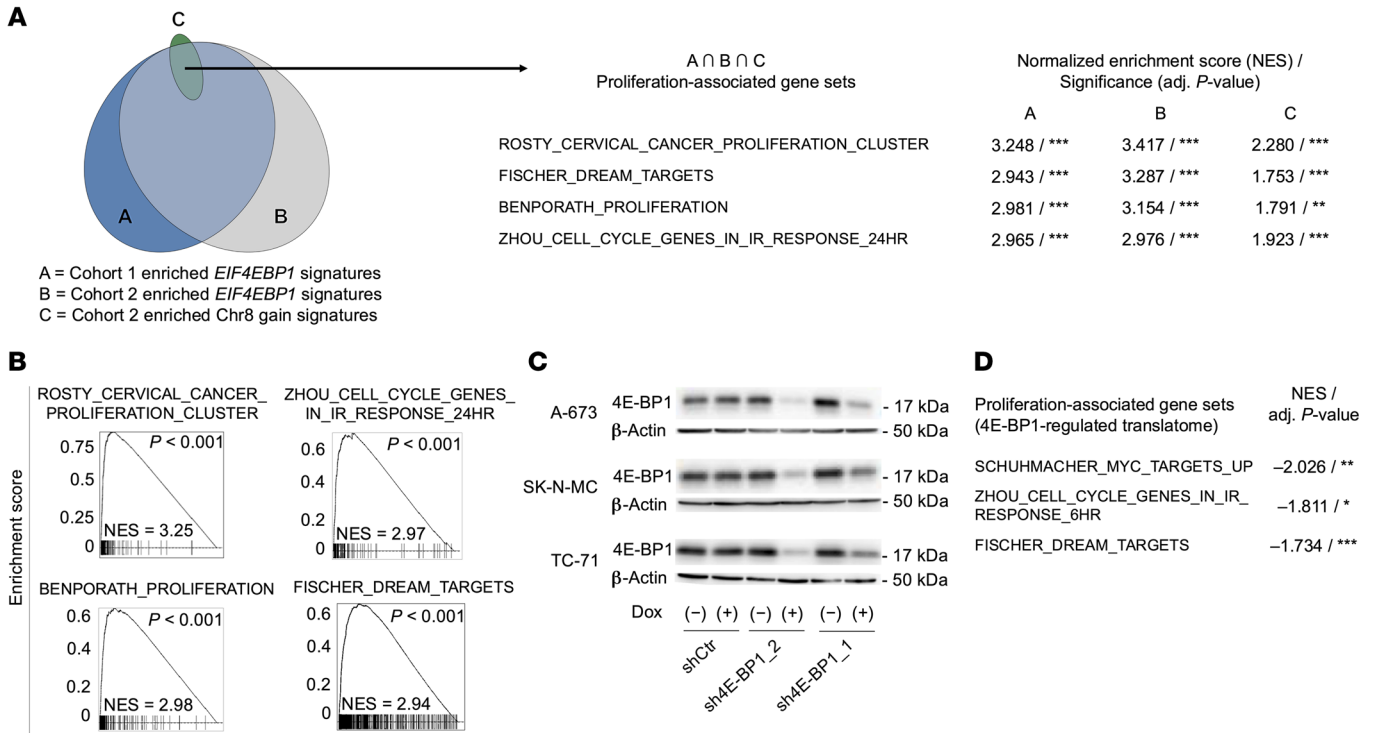 A
C
A
B
A = Cohort 1 enriched EIF4EBP1 signatures
B = Cohort 2 enriched EIF4EBP1 signatures
C = Cohort 2 enriched Chr8 gain signatures
A ∩ B ∩ C
Proliferation-associated gene sets
Normalized enrichment score (NES) /
Significance (adj. P-value)
A B C
ROSTY_CERVICAL_CANCER_PROLIFERATION_CLUSTER 3.248 / *** 3.417 / *** 2.280 / ***
FISCHER_DREAM_TARGETS 2.943 / *** 3.287 / *** 1.753 / ***
BENPORATH_PROLIFERATION 2.981 / *** 3.154 / *** 1.791 / **
ZHOU_CELL_CYCLE_GENES_IN_IR_RESPONSE_24HR 2.965 / *** 2.976 / *** 1.923 / ***
B
Enrichment score
ROSTY_CERVICAL_CANCER_
PROLIFERATION_CLUSTER
0.75
0.25
0
P < 0.001
NES = 3.25
ZHOU_CELL_CYCLE_GENES_
IN_IR_RESPONSE_24HR
0.6
0.4
0.2
0
P < 0.001
NES = 2.97
BENPORATH_PROLIFERATION
0.6
0.4
0.2
0
P < 0.001
NES = 2.98
FISCHER_DREAM_TARGETS
0.6
0.4
0.2
0
P < 0.001
NES = 2.94
C
A-673
4E-BP1 - 17 kDa
β-Actin - 50 kDa
SK-N-MC
4E-BP1 - 17 kDa
β-Actin - 50 kDa
TC-71
4E-BP1 - 17 kDa
β-Actin - 50 kDa
Dox (–) (+) (–) (+) (–) (+)
shCtr
sh4E-BP1_2
sh4E-BP1_1
D
Proliferation-associated gene sets
(4E-BP1-regulated translatome)
NES /
adj. P-value
SCHUHMACHER_MYC_TARGETS_UP –2.026 / **
ZHOU_CELL_CYCLE_GENES_IN_IR_
RESPONSE_6HR –1.811 / *
FISCHER_DREAM_TARGETS –1.734 / ***